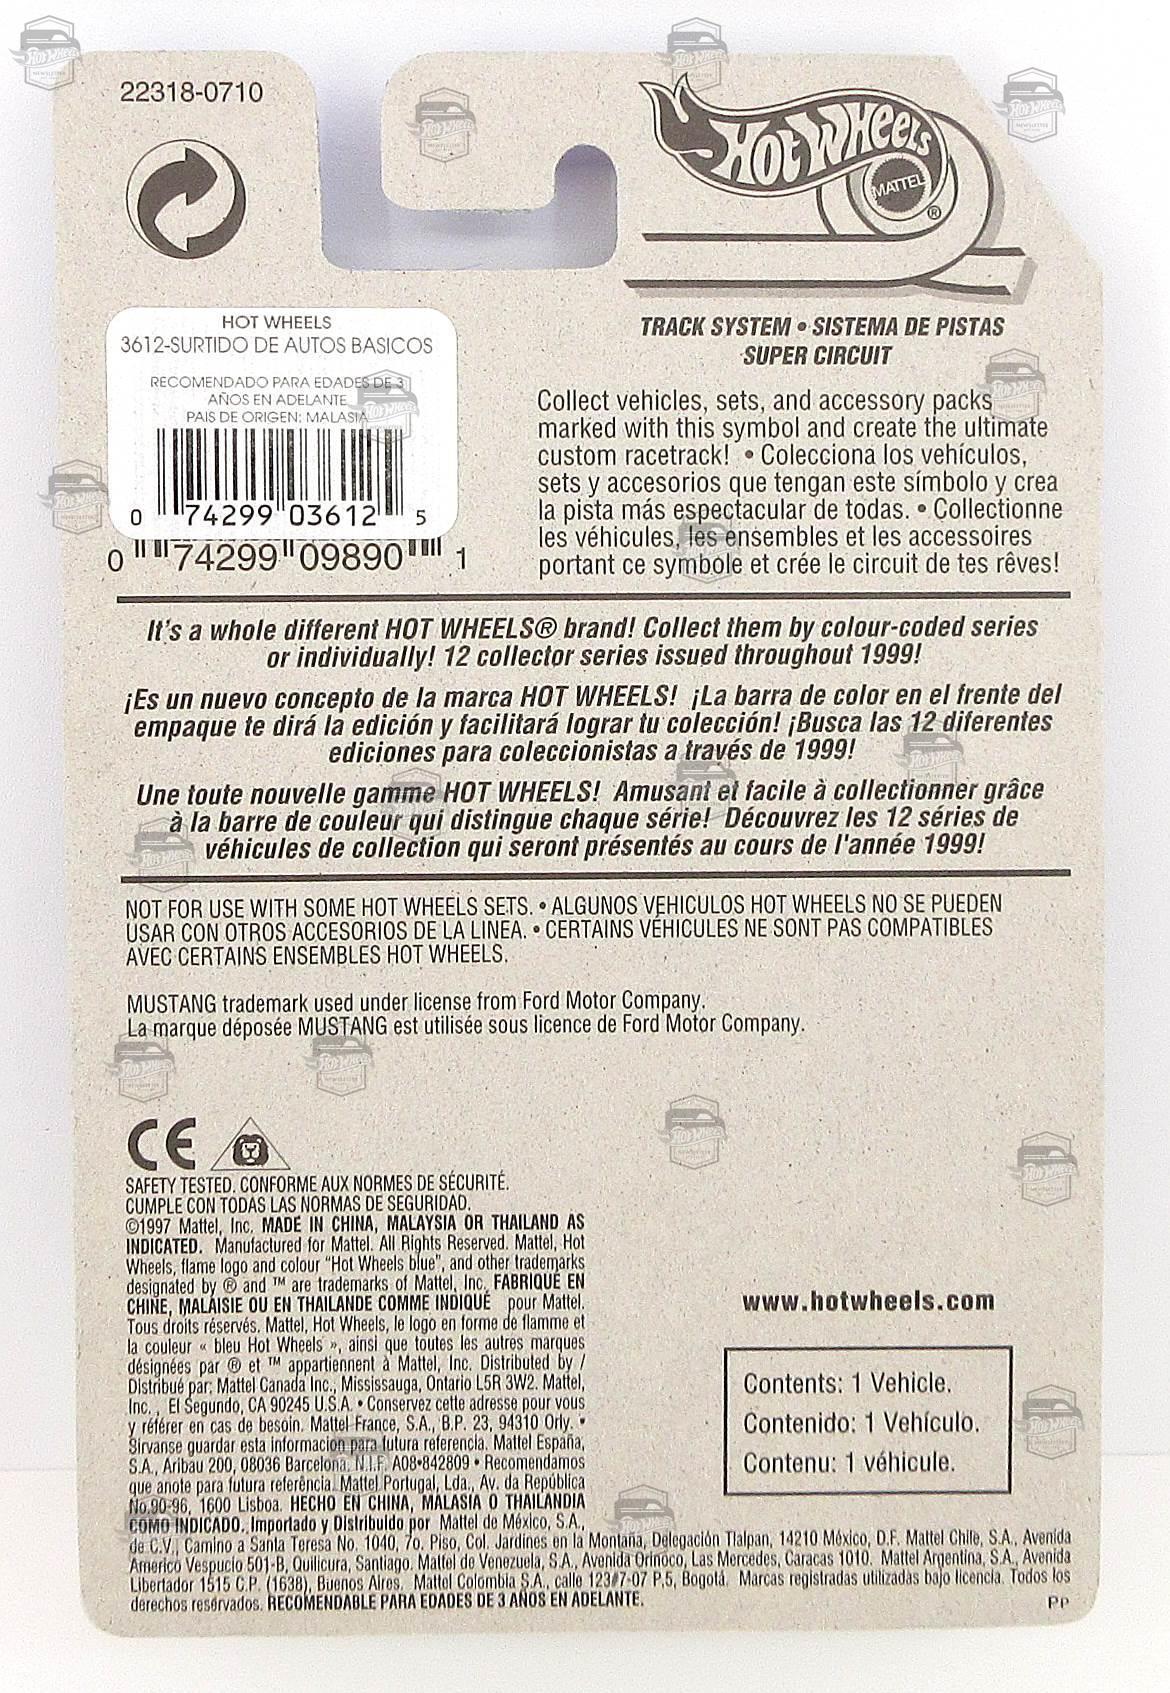 22318-0710
HOT WHEELS
MATTEL
®
TRACK SYSTEM • SISTEMA DE PISTAS
SUPER CIRCUIT
HOT WHEELS
3612-SURTIDO DE AUTOS BASICOS
RECOMENDADO PARA EDADES DE 3
AÑOS EN ADELANTE
PAIS DE ORIGEN: MALASIA
0 74299 03612 5
0 74299 09890 1
Collect vehicles, sets, and accessory packs
marked with this symbol and create the ultimate
custom racetrack! • Colecciona los vehículos,
sets y accesorios que tengan este símbolo y crea
la pista más espectacular de todas. • Collectionne
les véhicules, les ensembles et les accessoires
portant ce symbole et crée le circuit de tes rêves!
It's a whole different HOT WHEELS® brand! Collect them by colour-coded series
or individually! 12 collector series issued throughout 1999!
¡Es un nuevo concepto de la marca HOT WHEELS! ¡La barra de color en el frente del
empaque te dirá la edición y facilitará lograr tu colección! ¡Busca las 12 diferentes
ediciones para coleccionistas a través de 1999!
Une toute nouvelle gamme HOT WHEELS! Amusant et facile à collectionner grâce
à la barre de couleur qui distingue chaque série! Découvrez les 12 séries de
véhicules de collection qui seront présentés au cours de l'année 1999!
NOT FOR USE WITH SOME HOT WHEELS SETS. • ALGUNOS VEHICULOS HOT WHEELS NO SE PUEDEN
USAR CON OTROS ACCESORIOS DE LA LINEA. • CERTAINS VÉHICULES NE SONT PAS COMPATIBLES
AVEC CERTAINS ENSEMBLES HOT WHEELS.
MUSTANG trademark used under license from Ford Motor Company.
La marque déposée MUSTANG est utilisée sous licence de Ford Motor Company.
CE
SAFETY TESTED. CONFORME AUX NORMES DE SÉCURITÉ.
CUMPLE CON TODAS LAS NORMAS DE SEGURIDAD.
©1997 Mattel, Inc. MADE IN CHINA, MALAYSIA OR THAILAND AS
INDICATED. Manufactured for Mattel. All Rights Reserved. Mattel, Hot
Wheels, flame logo and colour "Hot Wheels blue", and other trademarks
designated by ® and ™ are trademarks of Mattel, Inc. FABRIQUÉ EN
CHINE, MALAISIE OU EN THAILANDE COMME INDIQUÉ pour Mattel.
Tous droits réservés. Mattel, Hot Wheels, le logo en forme de flamme et
la couleur « bleu Hot Wheels », ainsi que toutes les autres marques
désignées par ® et ™ appartiennent à Mattel, Inc. Distributed by /
Distribué par: Mattel Canada Inc., Mississauga, Ontario L5R 3W2. Mattel,
Inc., El Segundo, CA 90245 U.S.A. • Conservez cette adresse pour vous
y référer en cas de besoin. Mattel France, S.A., B.P. 23, 94310 Orly. •
Sírvanse guardar esta información para futura referencia. Mattel España,
S.A., Aribau 200, 08036 Barcelona. N.I.F. A08•842809 • Recomendamos
que anote para futura referência. Mattel Portugal, Lda., Av. da República
No.90-96, 1600 Lisboa. HECHO EN CHINA, MALASIA O THAILANDIA
COMO INDICADO. Importado y Distribuido por Mattel de México, S.A.,
de C.V., Camino a Santa Teresa No. 1040, 7o. Piso, Col. Jardines en la Montaña, Delegación Tlalpan, 14210 México, D.F. Mattel Chile, S.A., Avenida
Americo Vespucio 501-B, Quilicura, Santiago. Mattel de Venezuela, S.A., Avenida Orinoco, Las Mercedes, Caracas 1010. Mattel Argentina, S.A., Avenida
Libertador 1515 C.P. (1638), Buenos Aires. Mattel Colombia S.A., calle 123#7-07 P.5, Bogotá. Marcas registradas utilizadas bajo licencia. Todos los
derechos reservados. RECOMENDABLE PARA EDADES DE 3 AÑOS EN ADELANTE.
www.hotwheels.com
Contents: 1 Vehicle.
Contenido: 1 Vehículo.
Contenu: 1 véhicule.
PP